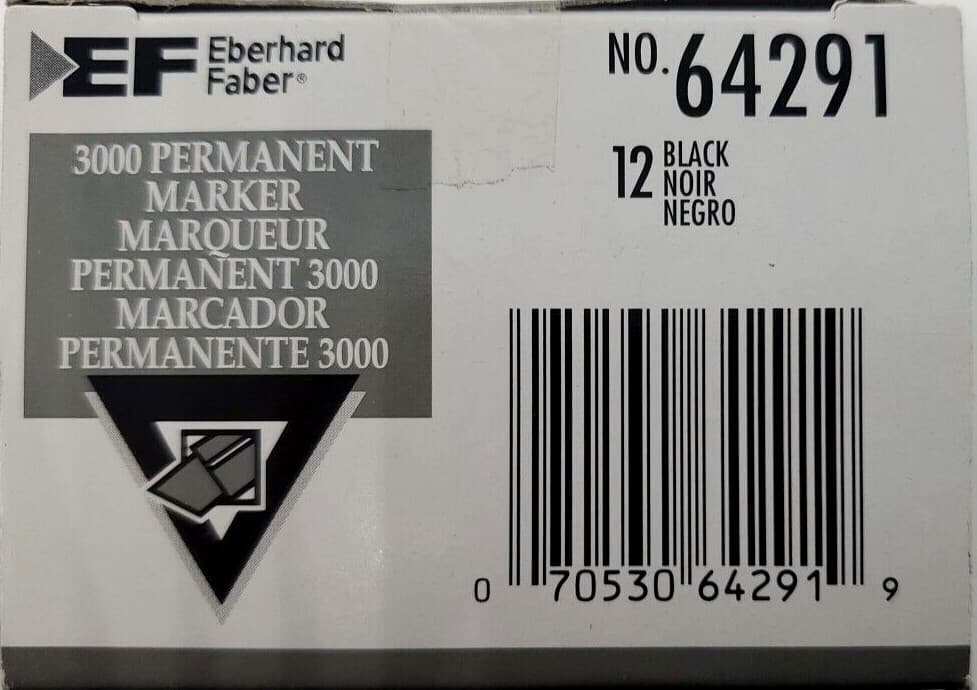 EF Eberhard
Faber®
NO. 64291
12 BLACK
NOIR
NEGRO
3000 PERMANENT
MARKER
MARQUEUR
PERMANENT 3000
MARCADOR
PERMANENTE 3000
0 70530 64291 9